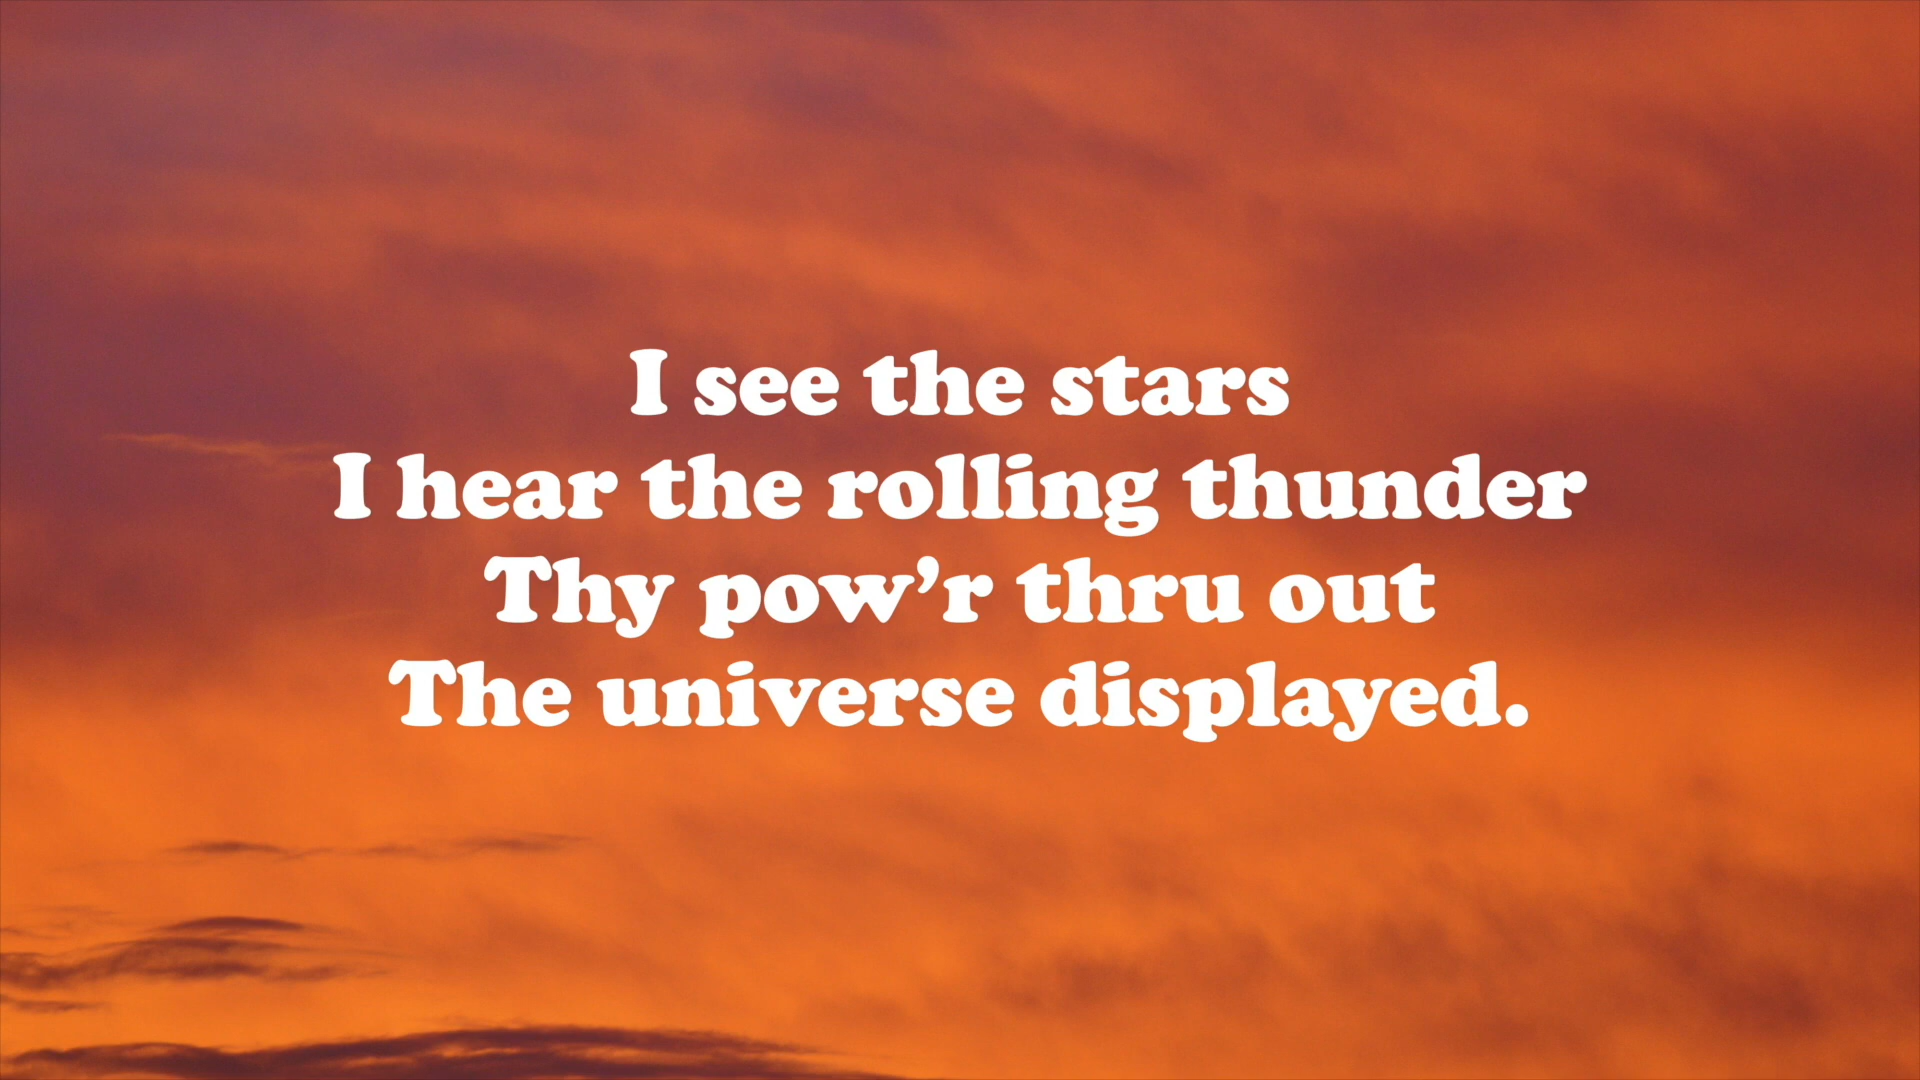 I see the stars
I hear the rolling thunder
Thy pow’r thru out
The universe displayed.